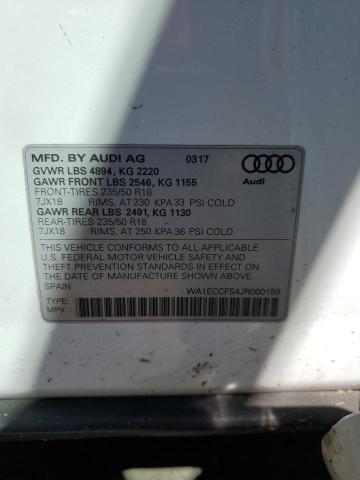 MFD. BY AUDI AG 0317
GVWR LBS 4894, KG 2220
GAWR FRONT LBS 2546, KG 1155
FRONT-TIRES 235/50 R18
7JX18 RIMS, AT 230 KPA 33 PSI COLD
GAWR REAR LBS 2491, KG 1130
REAR-TIRES 235/50 R18
7JX18 RIMS, AT 250 KPA 36 PSI COLD
Audi
THIS VEHICLE CONFORMS TO ALL APPLICABLE
U.S. FEDERAL MOTOR VEHICLE SAFETY AND
THEFT PREVENTION STANDARDS IN EFFECT ON
THE DATE OF MANUFACTURE SHOWN ABOVE.
SPAIN
WA1ECCFS4JR000159
TYPE:
MPV